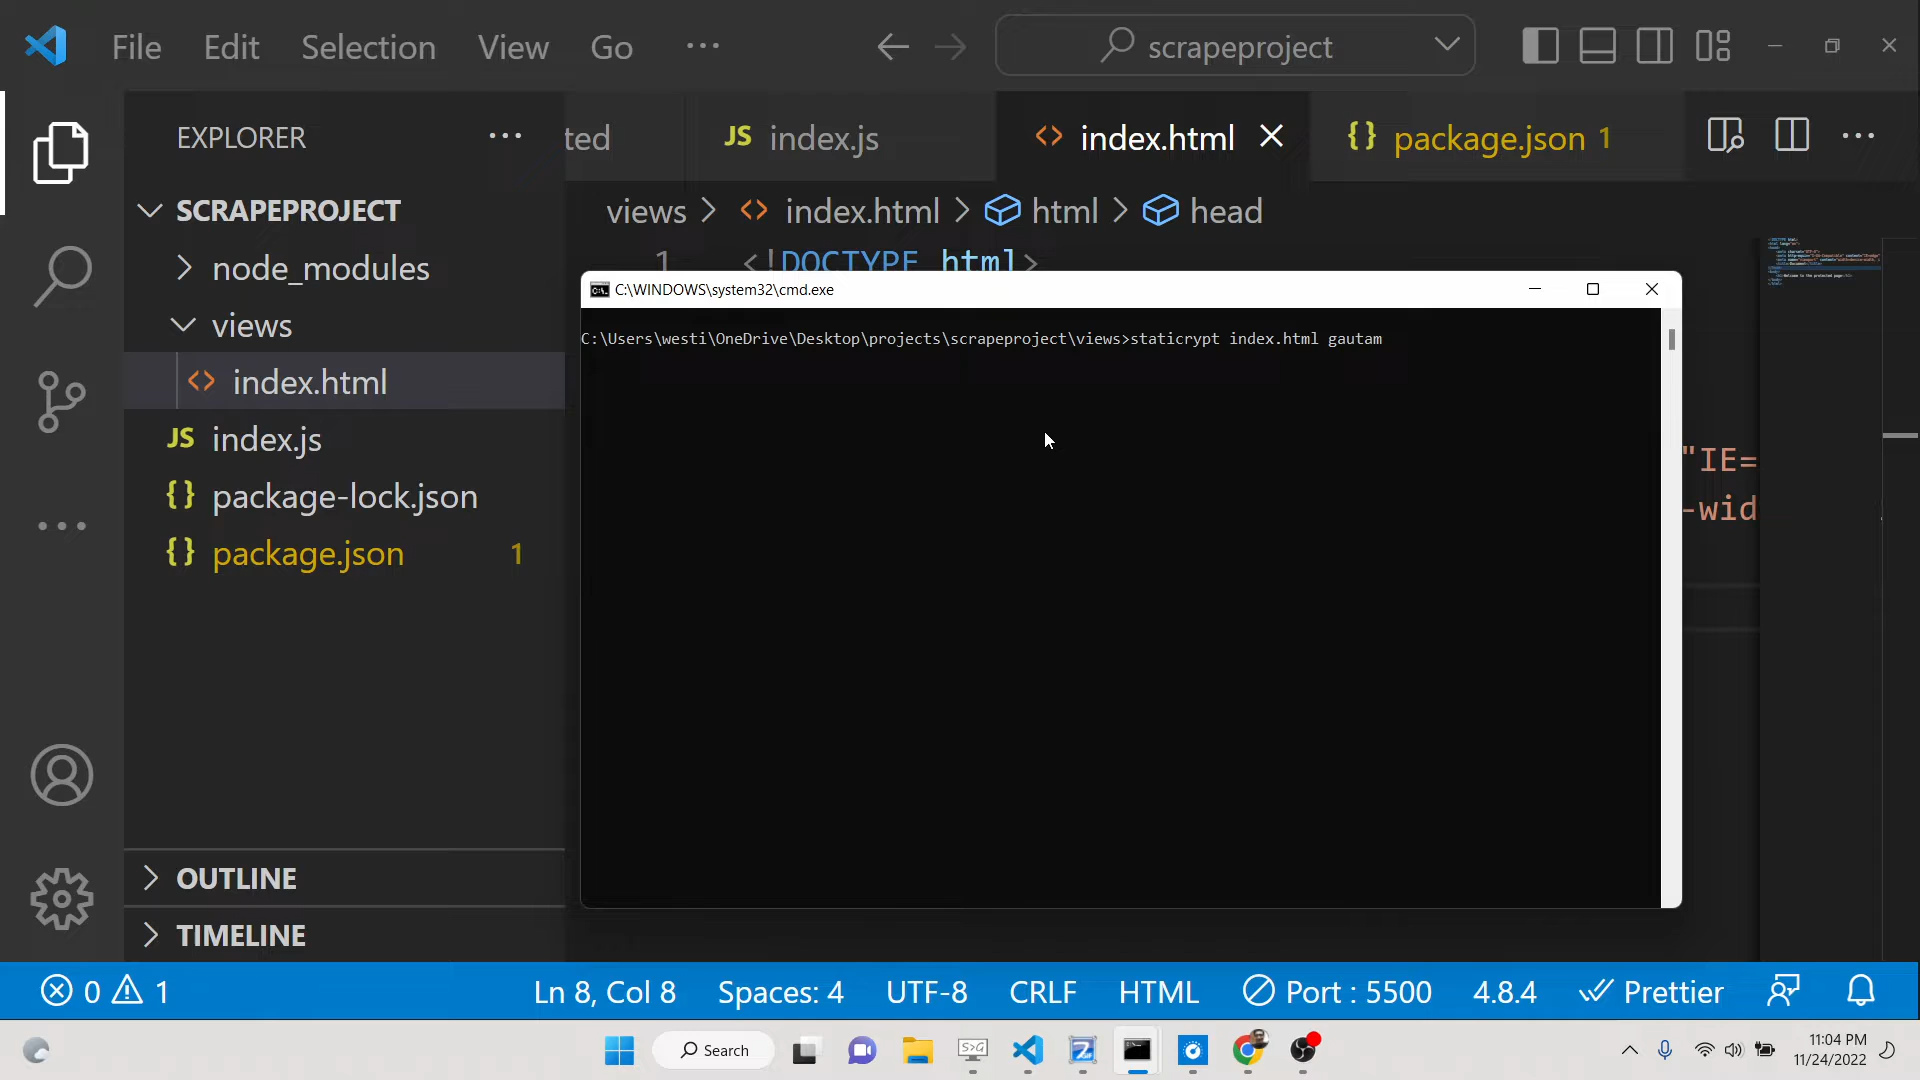 File Edit Selection View Go ...
scrapeproject
EXPLORER
SCRAPEPROJECT
node_modules
views
index.html
JS index.js
{} package-lock.json
{} package.json 1
OUTLINE
TIMELINE
ted
JS index.js
<> index.html
{} package.json 1
views > <> index.html > html > head
1 <!DOCTYPE html>
"IE=
-wid
C:\WINDOWS\system32\cmd.exe
C:\Users\westi\OneDrive\Desktop\projects\scrapeproject\views>staticrypt index.html gautam
0 1
Ln 8, Col 8 Spaces: 4 UTF-8 CRLF HTML Port : 5500 4.8.4 Prettier
Search
11:04 PM
11/24/2022